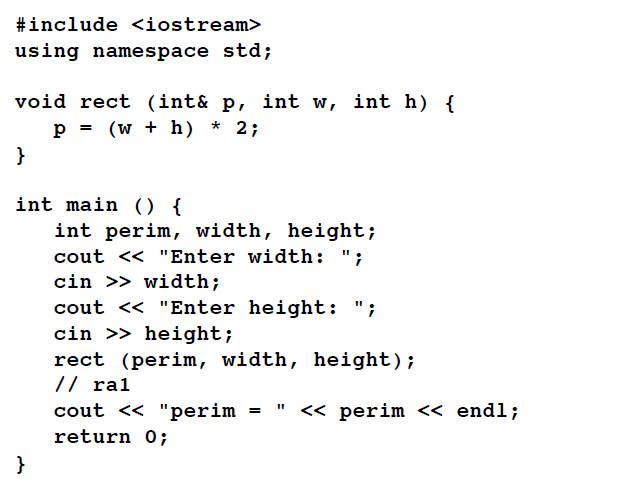 #include <iostream>
using namespace std;
void rect (int& p, int w, int h) {
p = (w + h) * 2;
}
int main () {
int perim, width, height;
cout << "Enter width: ";
cin >> width;
cout << "Enter height: ";
cin >> height;
rect (perim, width, height);
// ra1
cout << "perim = " << perim << endl;
return 0;
}